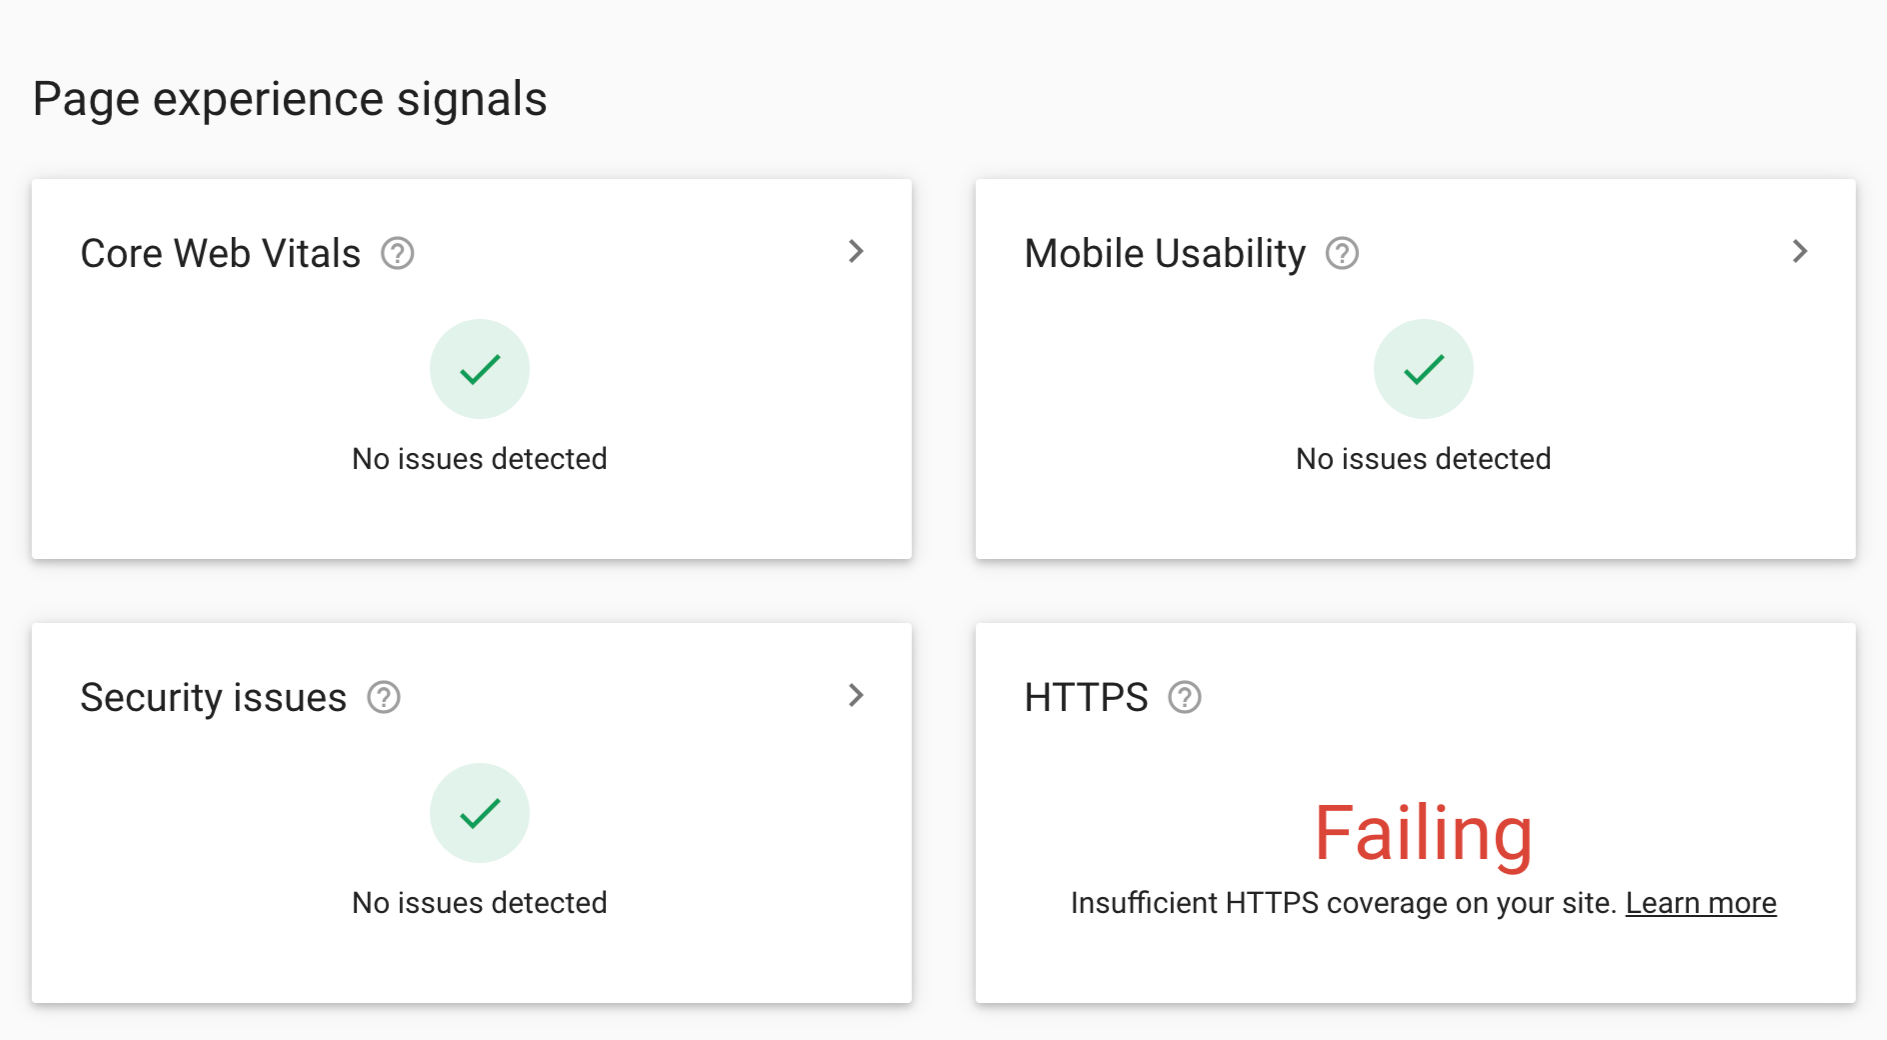 Page experience signals
Core Web Vitals
No issues detected
Mobile Usability
No issues detected
Security issues
No issues detected
HTTPS
Failing
Insufficient HTTPS coverage on your site. Learn more